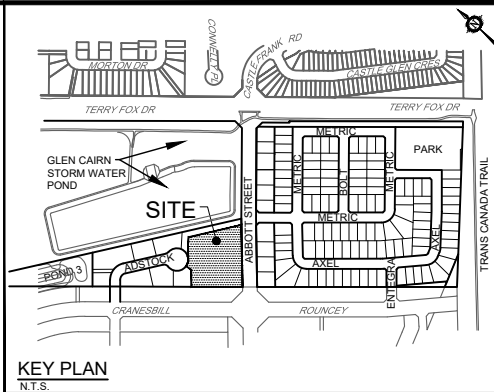 CONNELLY PL
CASTLE FRANK RD
MORTON DR
CASTLE GLEN CRES
TERRY FOX DR
TERRY FOX DR
GLEN CAIRN
STORM WATER
POND
SITE
ABBOTT STREET
METRIC
METRIC
BOLT
METRIC
PARK
METRIC
AXEL
AXEL
ENTEGRA
TRANS CANADA TRAIL
POND 3
ADSTOCK
CRANESBILL
ROUNCEY
KEY PLAN
N.T.S.